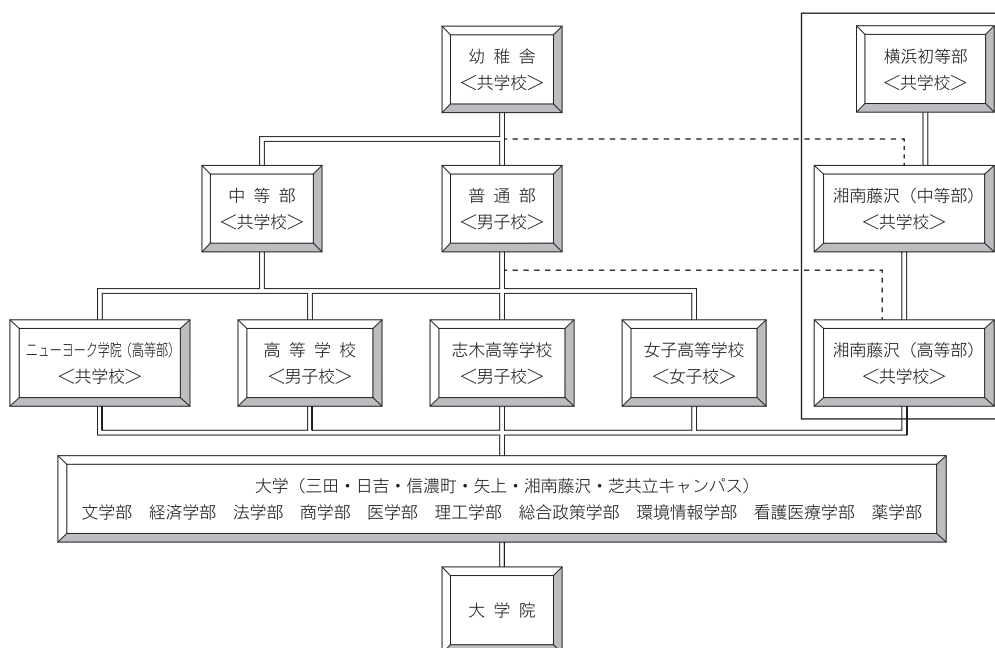 幼稚舎
<共学校>
横浜初等部
<共学校>
中等部
<共学校>
普通部
<男子校>
湘南藤沢(中等部)
<共学校>
ニューヨーク学院(高等部)
<共学校>
高等学校
<男子校>
志木高等学校
<男子校>
女子高等学校
<女子校>
湘南藤沢(高等部)
<共学校>
大学(三田・日吉・信濃町・矢上・湘南藤沢・芝共立キャンパス)
文学部 経済学部 法学部 商学部 医学部 理工学部 総合政策学部 環境情報学部 看護医療学部 薬学部
大学院